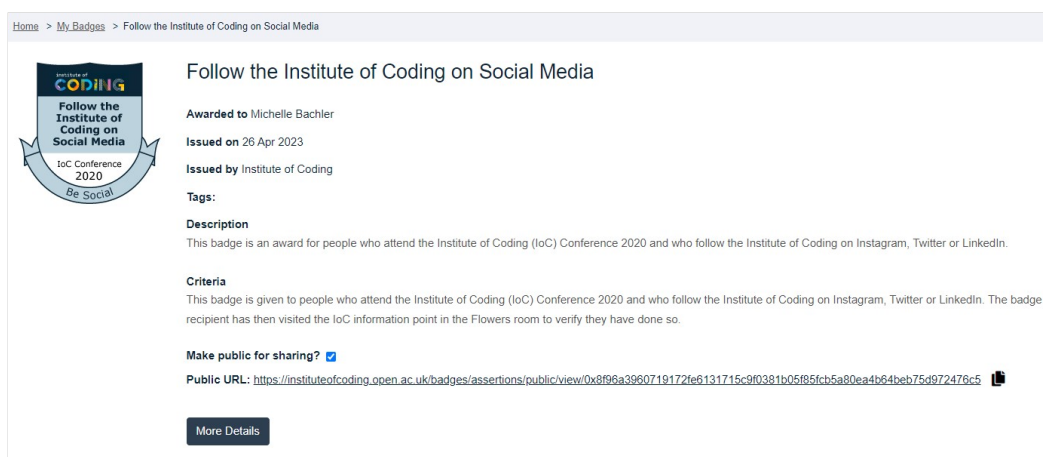 Home > My Badges > Follow the Institute of Coding on Social Media
institute of
CODING
Follow the
Institute of
Coding on
Social Media
IoC Conference
2020
Be Social
Follow the Institute of Coding on Social Media
Awarded to Michelle Bachler
Issued on 26 Apr 2023
Issued by Institute of Coding
Tags:
Description
This badge is an award for people who attend the Institute of Coding (IoC) Conference 2020 and who follow the Institute of Coding on Instagram, Twitter or LinkedIn.
Criteria
This badge is given to people who attend the Institute of Coding (IoC) Conference 2020 and who follow the Institute of Coding on Instagram, Twitter or LinkedIn. The badge
recipient has then visited the IoC information point in the Flowers room to verify they have done so.
Make public for sharing?
Public URL: https://instituteofcoding.open.ac.uk/badges/assertions/public/view/0x8f96a3960719172fe6131715c9f0381b05f85fcb5a80ea4b64beb75d972476c5
More Details